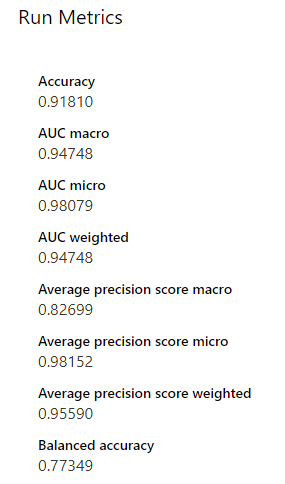 Run Metrics
Accuracy
0.91810
AUC macro
0.94748
AUC micro
0.98079
AUC weighted
0.94748
Average precision score macro
0.82699
Average precision score micro
0.98152
Average precision score weighted
0.95590
Balanced accuracy
0.77349